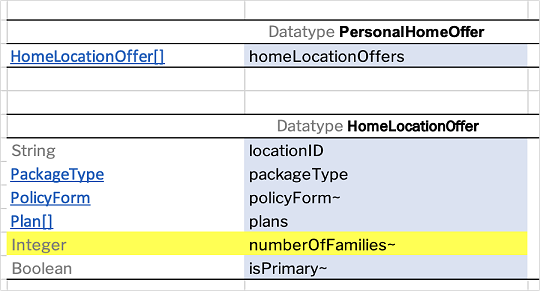 Datatype PersonalHomeOffer
HomeLocationOffer[] homeLocationOffers
Datatype HomeLocationOffer
String locationID
PackageType packageType
PolicyForm policyForm~
Plan[] plans
Integer numberOfFamilies~
Boolean isPrimary~